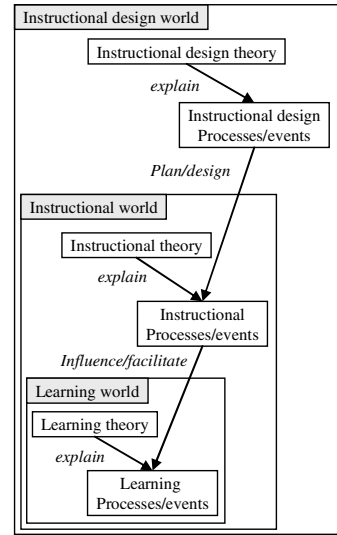 Instructional design world
Instructional design theory
explain
Instructional design
Processes/events
Plan/design
Instructional world
Instructional theory
explain
Instructional
Processes/events
Influence/facilitate
Learning world
Learning theory
explain
Learning
Processes/events